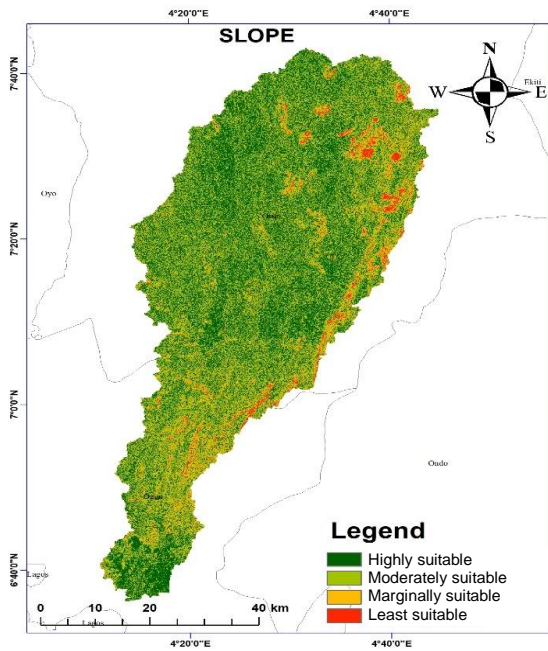 4°20'0"E 4°40'0"E
SLOPE
7°40'0"N
N
W E
S
Ekiti
Oyo
7°20'0"N
7°0'0"N
Ondo
Legend
Highly suitable
Moderately suitable
Marginally suitable
Least suitable
6°40'0"N
Lagos
0 10 20 40 km
Lagos
4°20'0"E 4°40'0"E